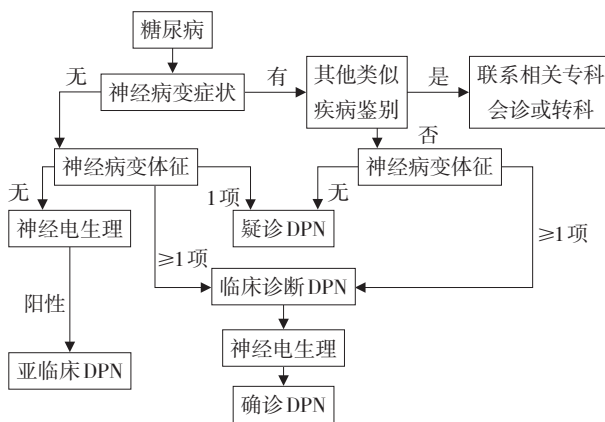 糖尿病
无
神经病变症状
有
其他类似
疾病鉴别
是
联系相关专科
会诊或转科
否
神经病变体征
神经病变体征
无
1项
无
神经电生理
疑诊DPN
≥1项
≥1项
临床诊断DPN
阳性
神经电生理
亚临床DPN
确诊DPN